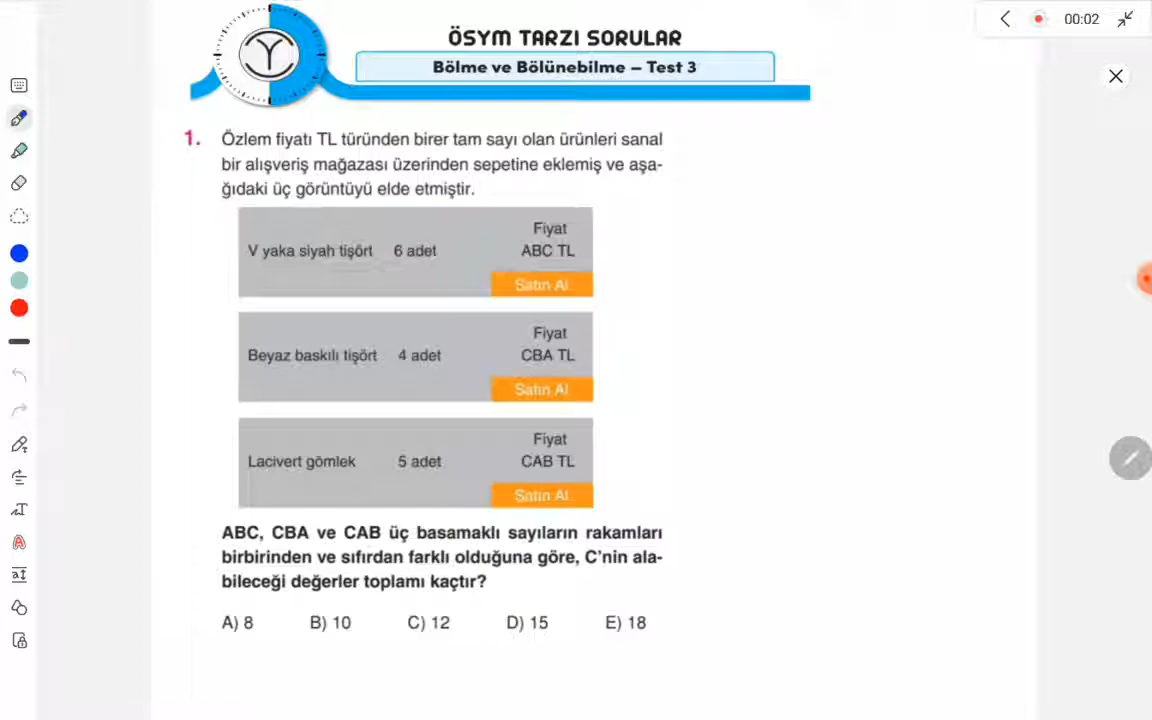 00:02
ÖSYM TARZI SORULAR
Bölme ve Bölünebilme – Test 3
1. Özlem fiyatı TL türünden birer tam sayı olan ürünleri sanal
bir alışveriş mağazası üzerinden sepetine eklemiş ve aşa-
ğıdaki üç görüntüyü elde etmiştir.
Fiyat
V yaka siyah tişört 6 adet ABC TL
Satın Al
Fiyat
Beyaz baskılı tişört 4 adet CBA TL
Satın Al
Fiyat
Lacivert gömlek 5 adet CAB TL
Satın Al
ABC, CBA ve CAB üç basamaklı sayıların rakamları
birbirinden ve sıfırdan farklı olduğuna göre, C'nin ala-
bileceği değerler toplamı kaçtır?
A) 8 B) 10 C) 12 D) 15 E) 18